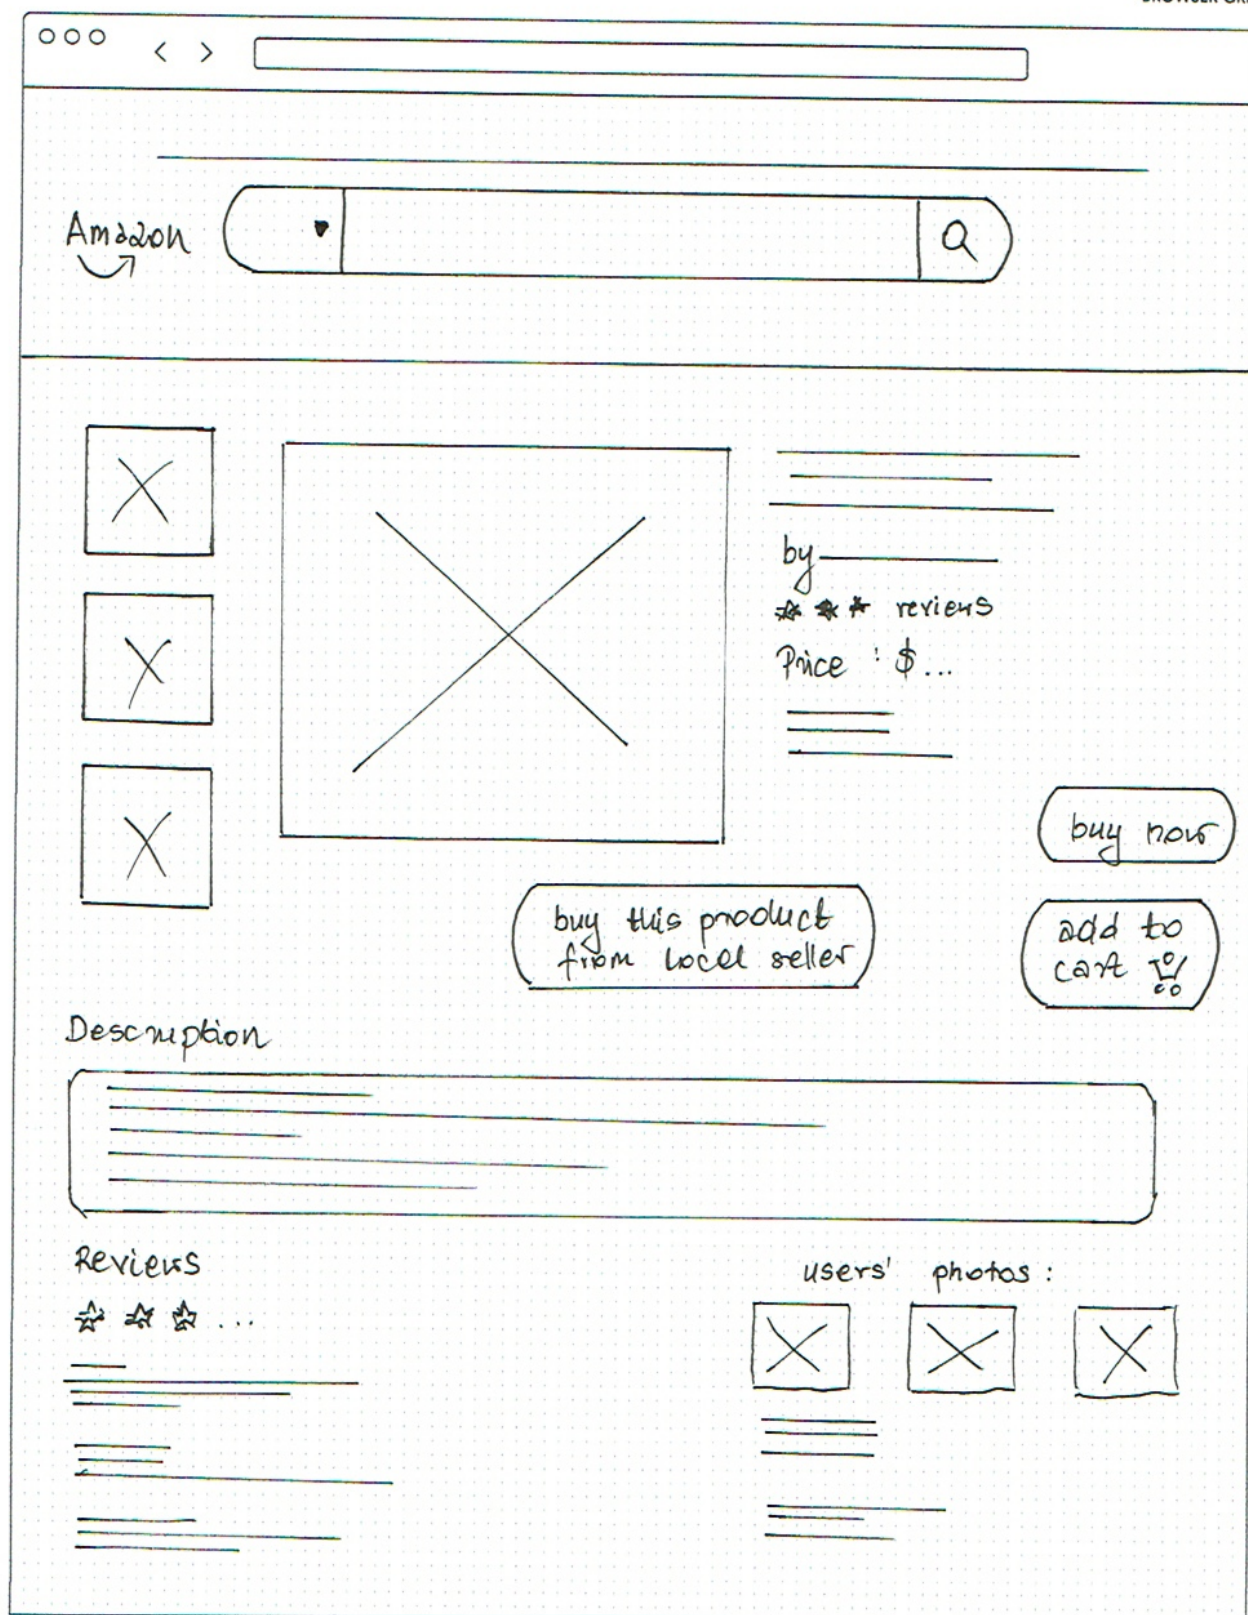 Amazon
by
reviews
Price : $...
buy now
buy this product
from local seller
add to
cart
Description
Reviews
...
users' photos :